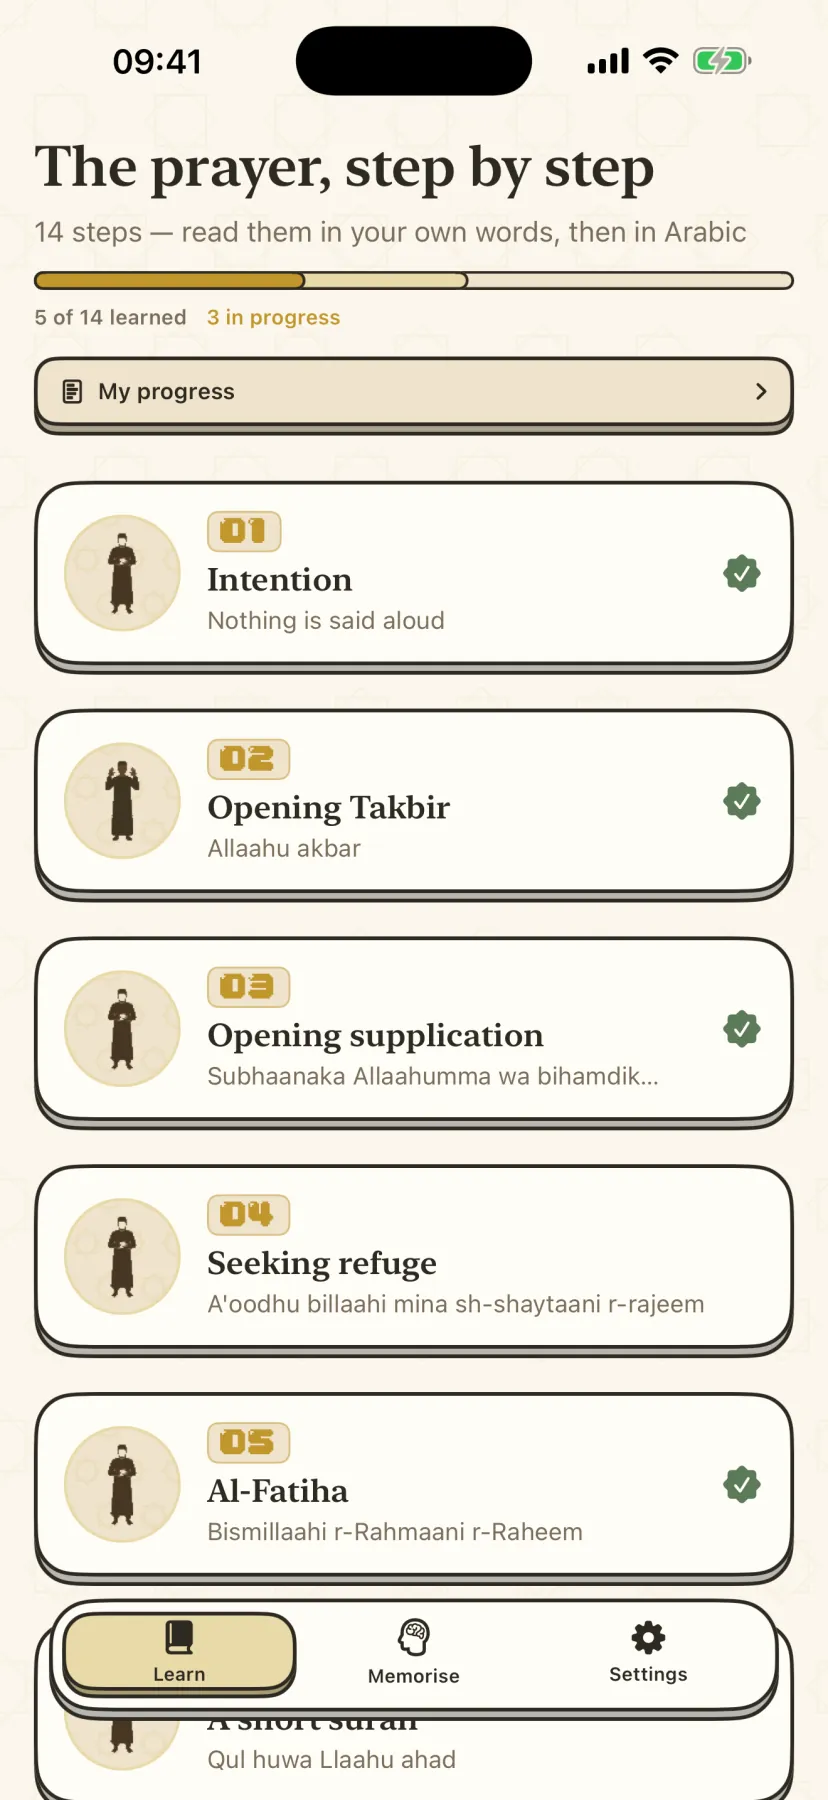 09:41
The prayer, step by step
14 steps — read them in your own words, then in Arabic
5 of 14 learned 3 in progress
My progress
01
Intention
Nothing is said aloud
02
Opening Takbir
Allaahu akbar
03
Opening supplication
Subhaanaka Allaahumma wa bihamdik...
04
Seeking refuge
A'oodhu billaahi mina sh-shaytaani r-rajeem
05
Al-Fatiha
Bismillaahi r-Rahmaani r-Raheem
Learn Memorise Settings
A short surah
Qul huwa Llaahu ahad